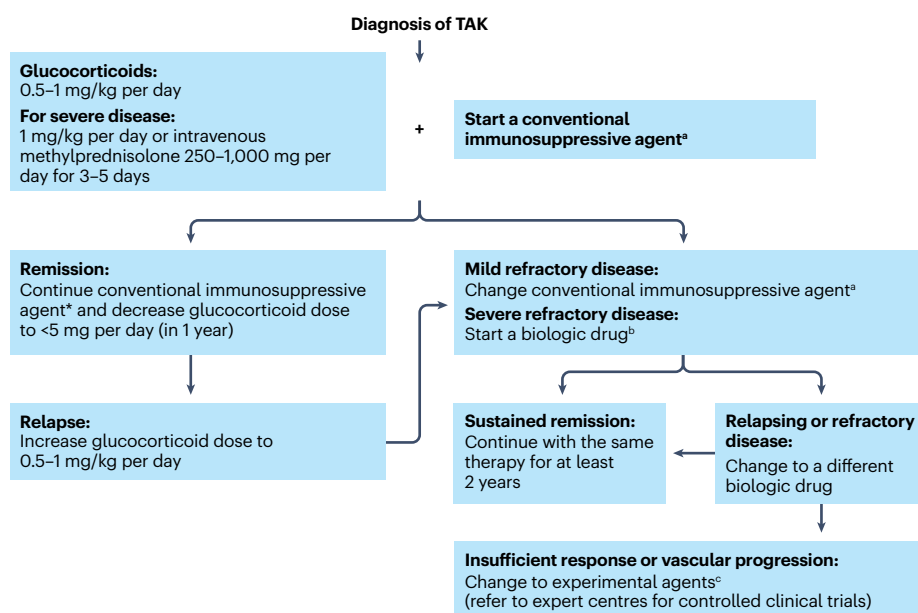 Diagnosis of TAK
Glucocorticoids:
0.5–1 mg/kg per day
For severe disease:
1 mg/kg per day or intravenous
methylprednisolone 250–1,000 mg per
day for 3–5 days
+
Start a conventional
immunosuppressive agentᵃ
Remission:
Continue conventional immunosuppressive
agent* and decrease glucocorticoid dose
to <5 mg per day (in 1 year)
Mild refractory disease:
Change conventional immunosuppressive agentᵃ
Severe refractory disease:
Start a biologic drugᵇ
Relapse:
Increase glucocorticoid dose to
0.5–1 mg/kg per day
Sustained remission:
Continue with the same
therapy for at least
2 years
Relapsing or refractory
disease:
Change to a different
biologic drug
Insufficient response or vascular progression:
Change to experimental agentsᶜ
(refer to expert centres for controlled clinical trials)